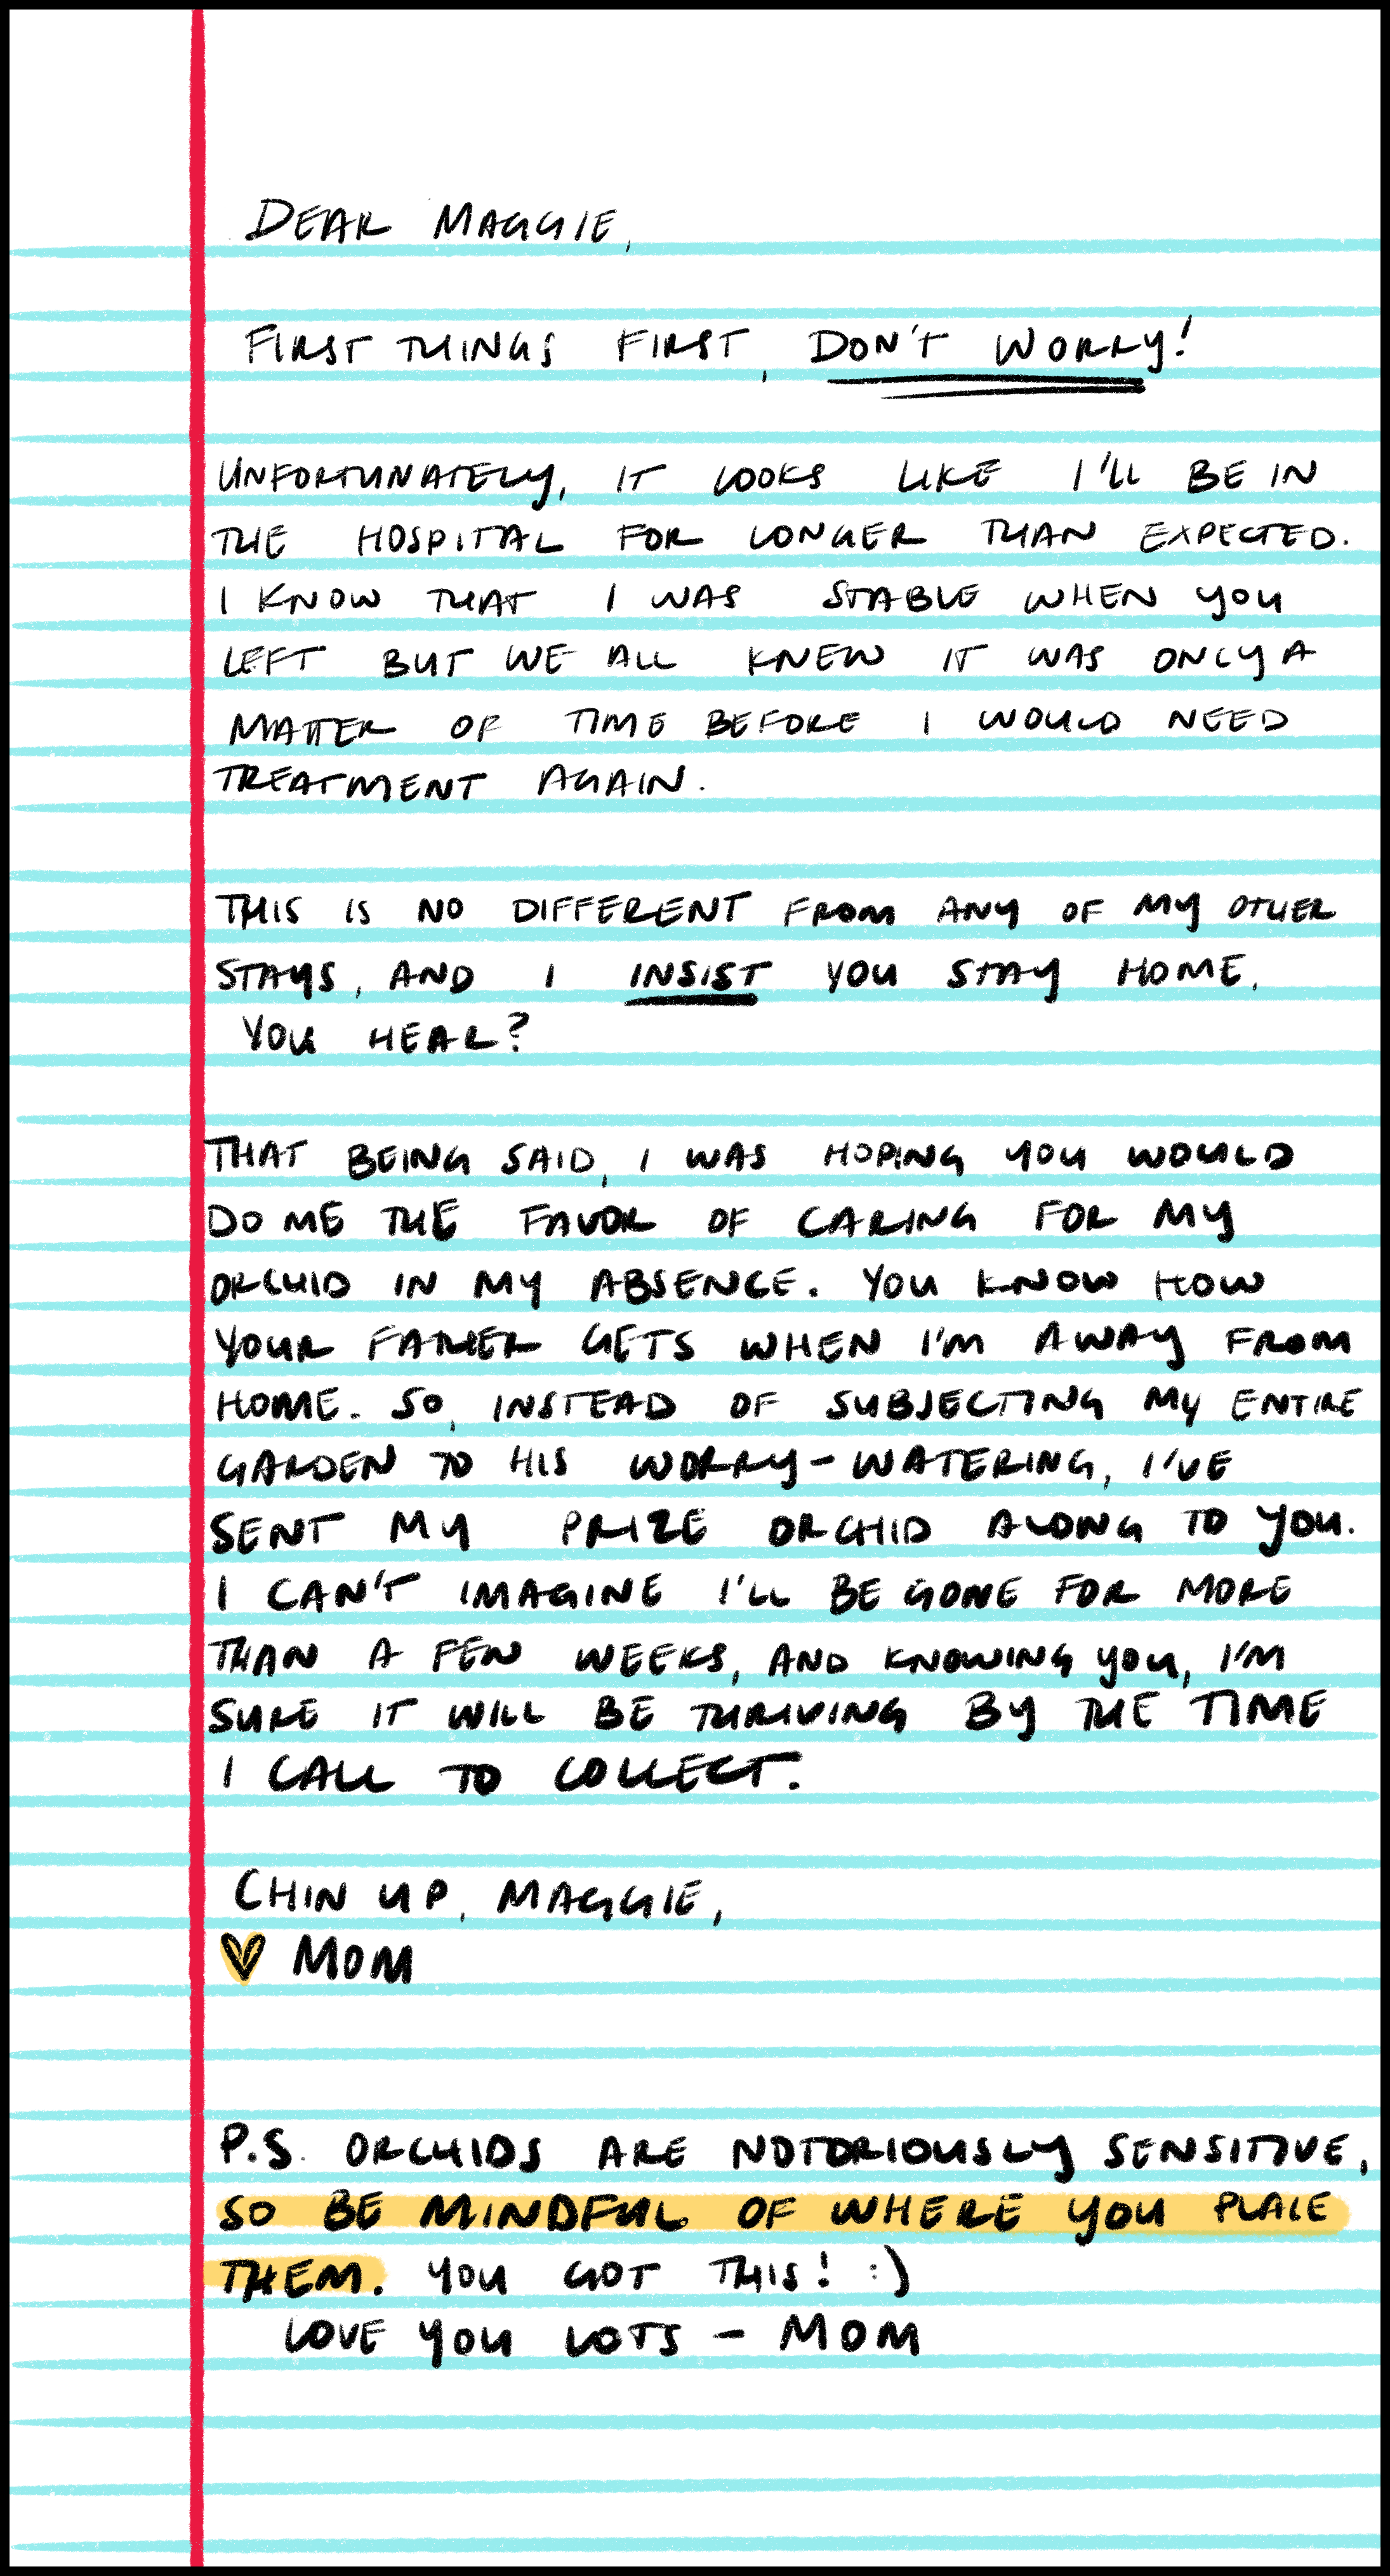 DEAR MAGGIE,
FIRST THINGS FIRST, DON'T WORRY!
UNFORTUNATELY, IT LOOKS LIKE I'LL BE IN
THE HOSPITAL FOR LONGER THAN EXPECTED.
I KNOW THAT I WAS STABLE WHEN YOU
LEFT BUT WE ALL KNEW IT WAS ONLY A
MATTER OF TIME BEFORE I WOULD NEED
TREATMENT AGAIN.
THIS IS NO DIFFERENT FROM ANY OF MY OTHER
STAYS, AND I INSIST YOU STAY HOME,
YOU HEAR?
THAT BEING SAID, I WAS HOPING YOU WOULD
DO ME THE FAVOR OF CARING FOR MY
ORCHID IN MY ABSENCE. YOU KNOW HOW
YOUR FATHER GETS WHEN I'M AWAY FROM
HOME. SO, INSTEAD OF SUBJECTING MY ENTIRE
GARDEN TO HIS WORRY-WATERING, I'VE
SENT MY PRIZE ORCHID ALONG TO YOU.
I CAN'T IMAGINE I'LL BE GONE FOR MORE
THAN A FEW WEEKS, AND KNOWING YOU, I'M
SURE IT WILL BE THRIVING BY THE TIME
I CALL TO COLLECT.
CHIN UP, MAGGIE,
♥ MOM
P.S. ORCHIDS ARE NOTORIOUSLY SENSITIVE,
SO BE MINDFUL OF WHERE YOU PLACE
THEM. YOU GOT THIS! :)
LOVE YOU LOTS - MOM